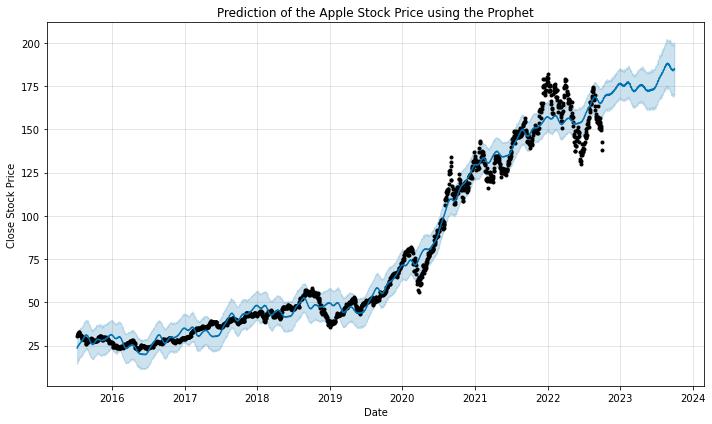 Prediction of the Apple Stock Price using the Prophet
200
175
150
125
100
75
50
25
Close Stock Price
2016 2017 2018 2019 2020 2021 2022 2023 2024
Date